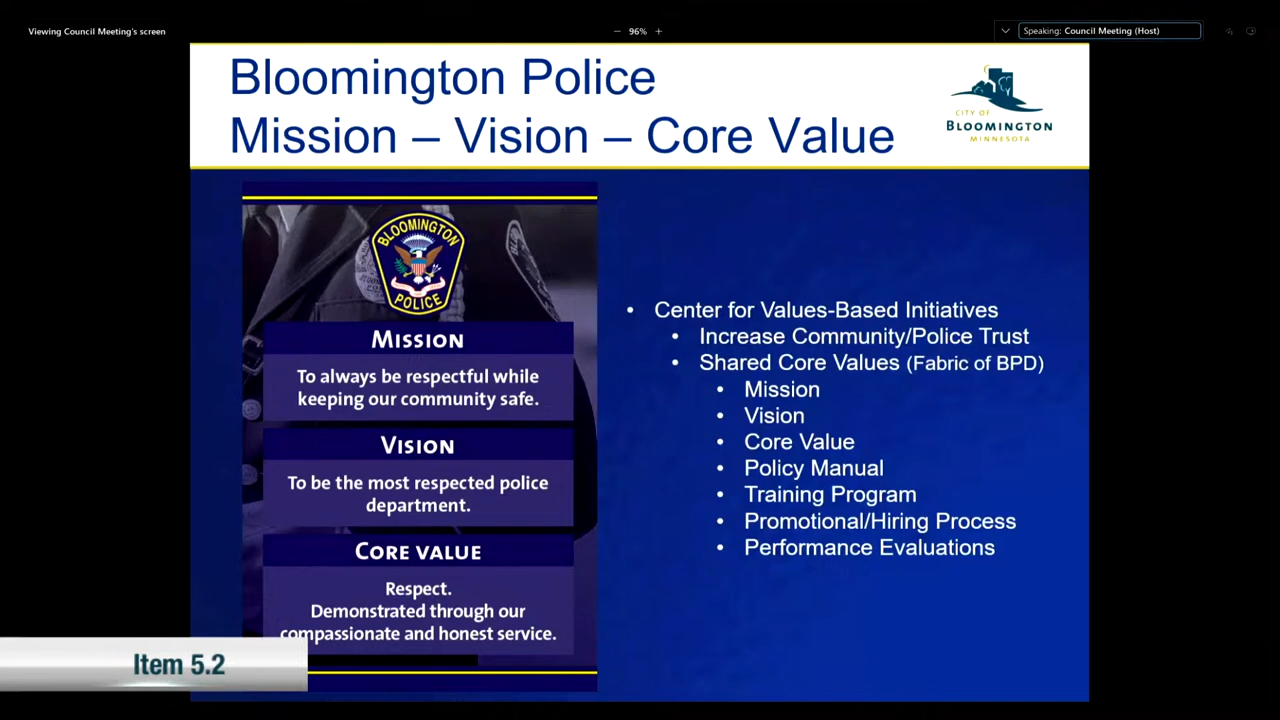 Viewing Council Meeting's screen
96%
Speaking: Council Meeting (Host)
Bloomington Police
Mission – Vision – Core Value
CITY OF
BLOOMINGTON
MINNESOTA
BLOOMINGTON
POLICE
MISSION
To always be respectful while
keeping our community safe.
VISION
To be the most respected police
department.
CORE VALUE
Respect.
Demonstrated through our
compassionate and honest service.
• Center for Values-Based Initiatives
• Increase Community/Police Trust
• Shared Core Values (Fabric of BPD)
• Mission
• Vision
• Core Value
• Policy Manual
• Training Program
• Promotional/Hiring Process
• Performance Evaluations
Item 5.2